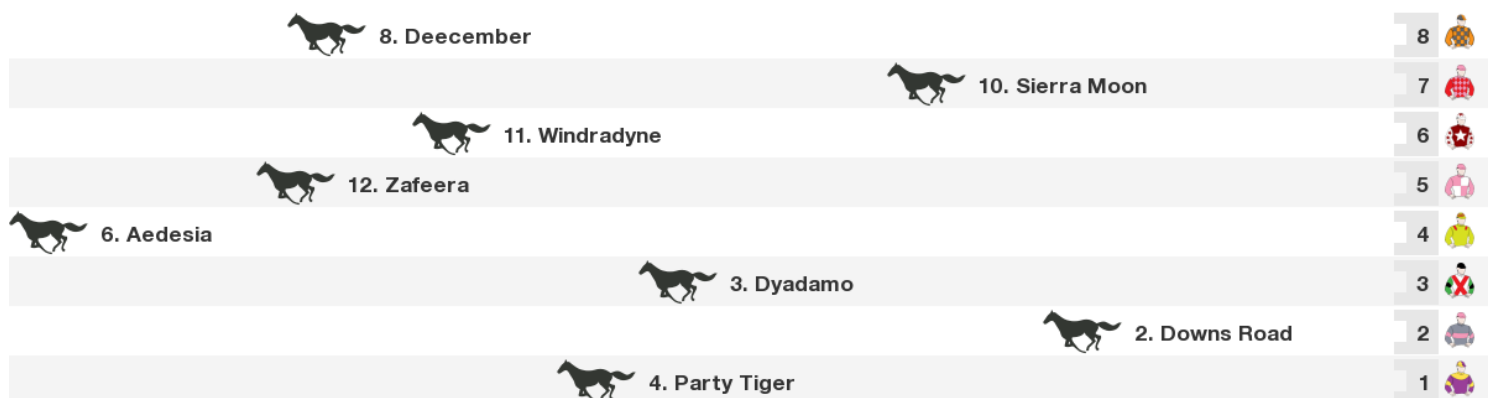 8. Deecember 8
10. Sierra Moon 7
11. Windradyne 6
12. Zafeera 5
6. Aedesia 4
3. Dyadamo 3
2. Downs Road 2
4. Party Tiger 1